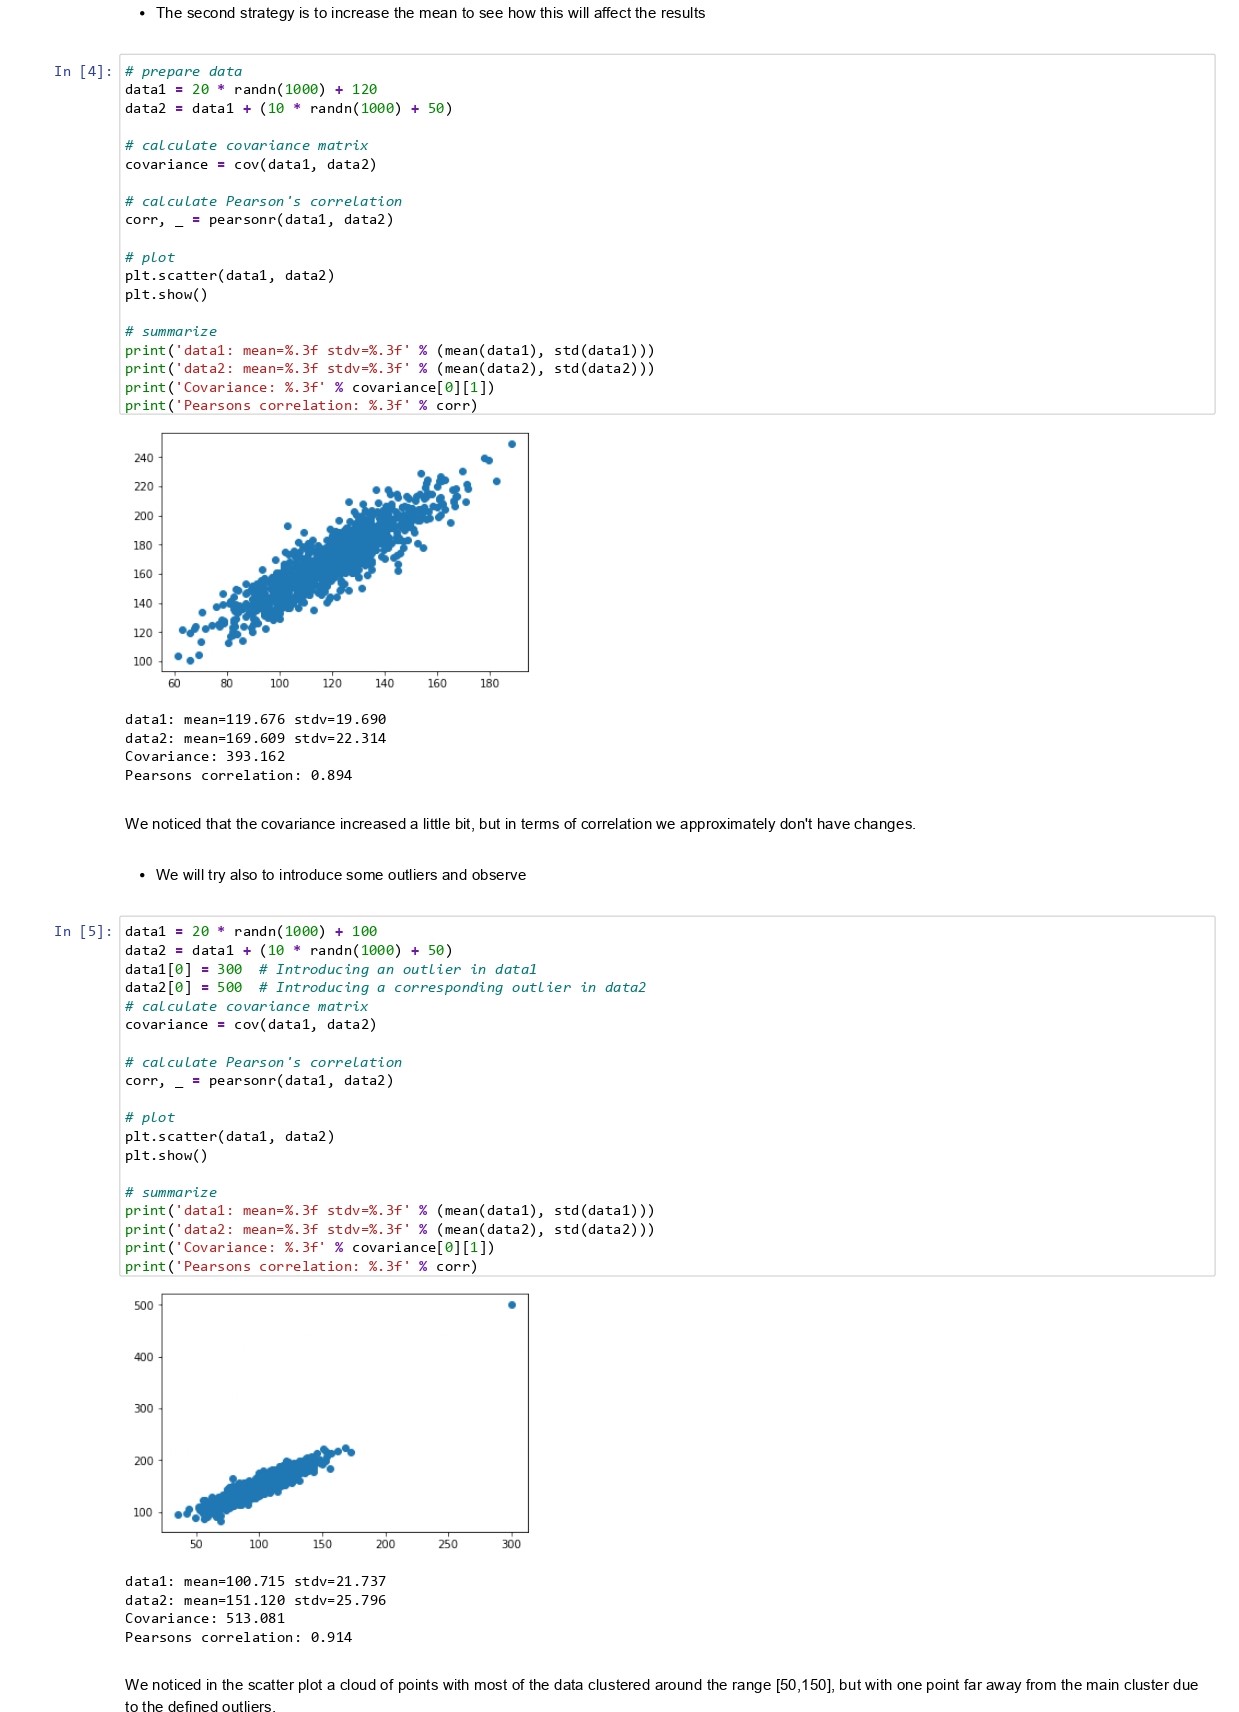 • The second strategy is to increase the mean to see how this will affect the results
In [4]: # prepare data
data1 = 20 * randn(1000) + 120
data2 = data1 + (10 * randn(1000) + 50)
# calculate covariance matrix
covariance = cov(data1, data2)
# calculate Pearson's correlation
corr, _ = pearsonr(data1, data2)
# plot
plt.scatter(data1, data2)
plt.show()
# summarize
print('data1: mean=%.3f stdv=%.3f' % (mean(data1), std(data1)))
print('data2: mean=%.3f stdv=%.3f' % (mean(data2), std(data2)))
print('Covariance: %.3f' % covariance[0][1])
print('Pearsons correlation: %.3f' % corr)
240
220
200
180
160
140
120
100
60 80 100 120 140 160 180
data1: mean=119.676 stdv=19.690
data2: mean=169.609 stdv=22.314
Covariance: 393.162
Pearsons correlation: 0.894
We noticed that the covariance increased a little bit, but in terms of correlation we approximately don't have changes.
• We will try also to introduce some outliers and observe
In [5]: data1 = 20 * randn(1000) + 100
data2 = data1 + (10 * randn(1000) + 50)
data1[0] = 300  # Introducing an outlier in data1
data2[0] = 500  # Introducing a corresponding outlier in data2
# calculate covariance matrix
covariance = cov(data1, data2)
# calculate Pearson's correlation
corr, _ = pearsonr(data1, data2)
# plot
plt.scatter(data1, data2)
plt.show()
# summarize
print('data1: mean=%.3f stdv=%.3f' % (mean(data1), std(data1)))
print('data2: mean=%.3f stdv=%.3f' % (mean(data2), std(data2)))
print('Covariance: %.3f' % covariance[0][1])
print('Pearsons correlation: %.3f' % corr)
500
400
300
200
100
50 100 150 200 250 300
data1: mean=100.715 stdv=21.737
data2: mean=151.120 stdv=25.796
Covariance: 513.081
Pearsons correlation: 0.914
We noticed in the scatter plot a cloud of points with most of the data clustered around the range [50,150], but with one point far away from the main cluster due
to the defined outliers.